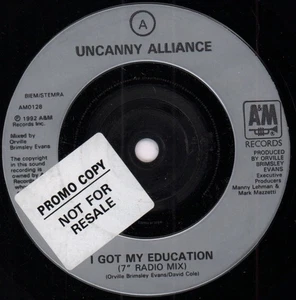 A
UNCANNY ALLIANCE
BIEM/STEMRA
AM0128
℗ 1992 A&M
Records Inc.
Mixed by
Orville
Brimsley Evans
The copyright
in this sound
recording is
owned by A
Record
A&M
RECORDS
PRODUCED
BY ORVILLE
BRIMSLEY
EVANS
Executive
Producers
Manny Lehman &
Mark Mazzetti
PROMO COPY
NOT FOR
RESALE
I GOT MY EDUCATION
(7" RADIO MIX)
(Orville Brimsley Evans/David Cole)